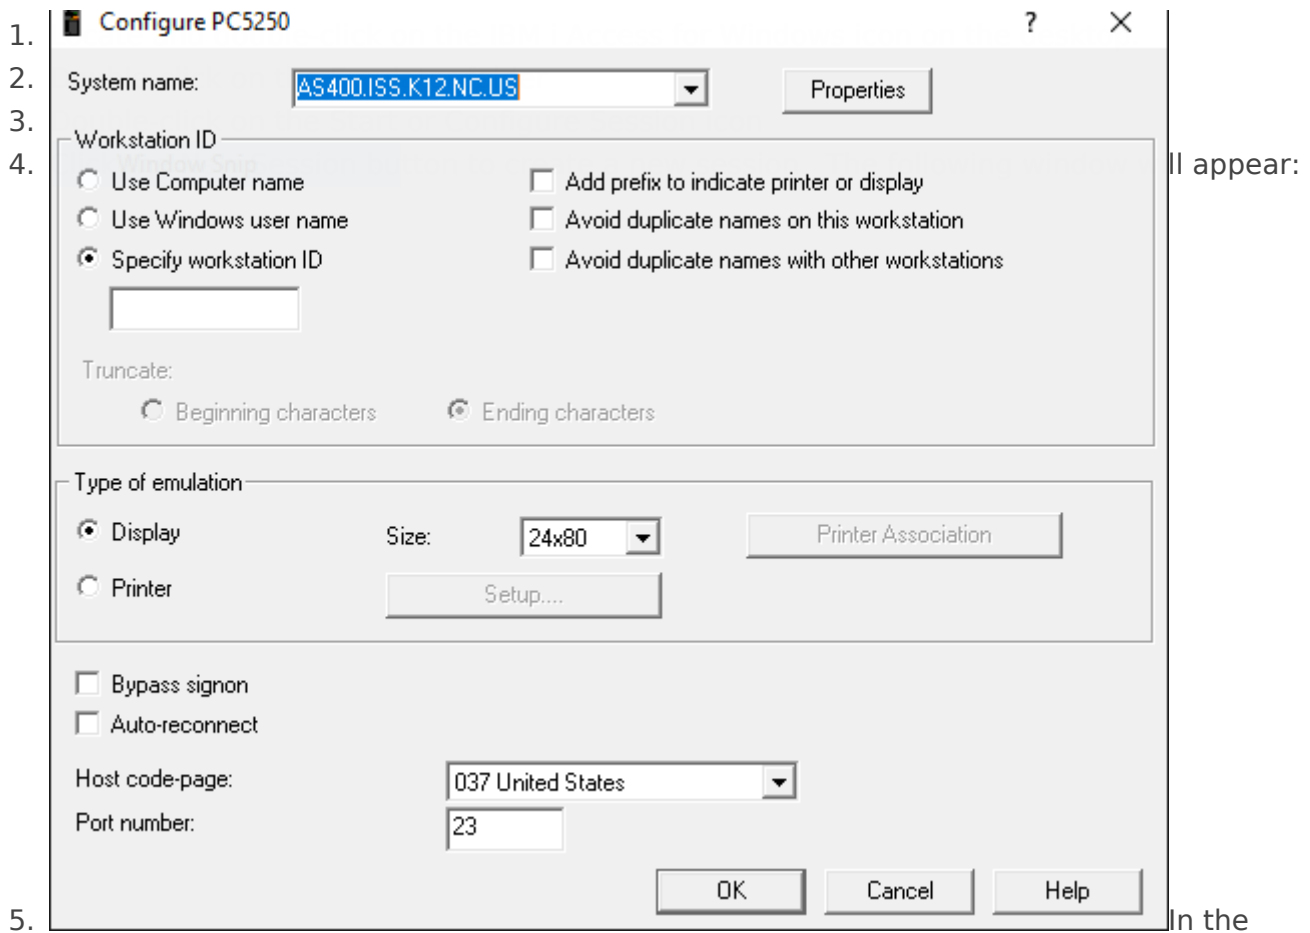 Configure PC5250
?
1.
2.
System name: AS400.ISS.K12.NC.US Properties
3.
Workstation ID
4. Window Snip ll appear:
Use Computer name Add prefix to indicate printer or display
Use Windows user name Avoid duplicate names on this workstation
Specify workstation ID Avoid duplicate names with other workstations
Truncate:
Beginning characters Ending characters
Type of emulation
Display Size: 24x80 Printer Association
Printer Setup....
Bypass signon
Auto-reconnect
Host code-page: 037 United States
Port number: 23
OK Cancel Help
5. In the